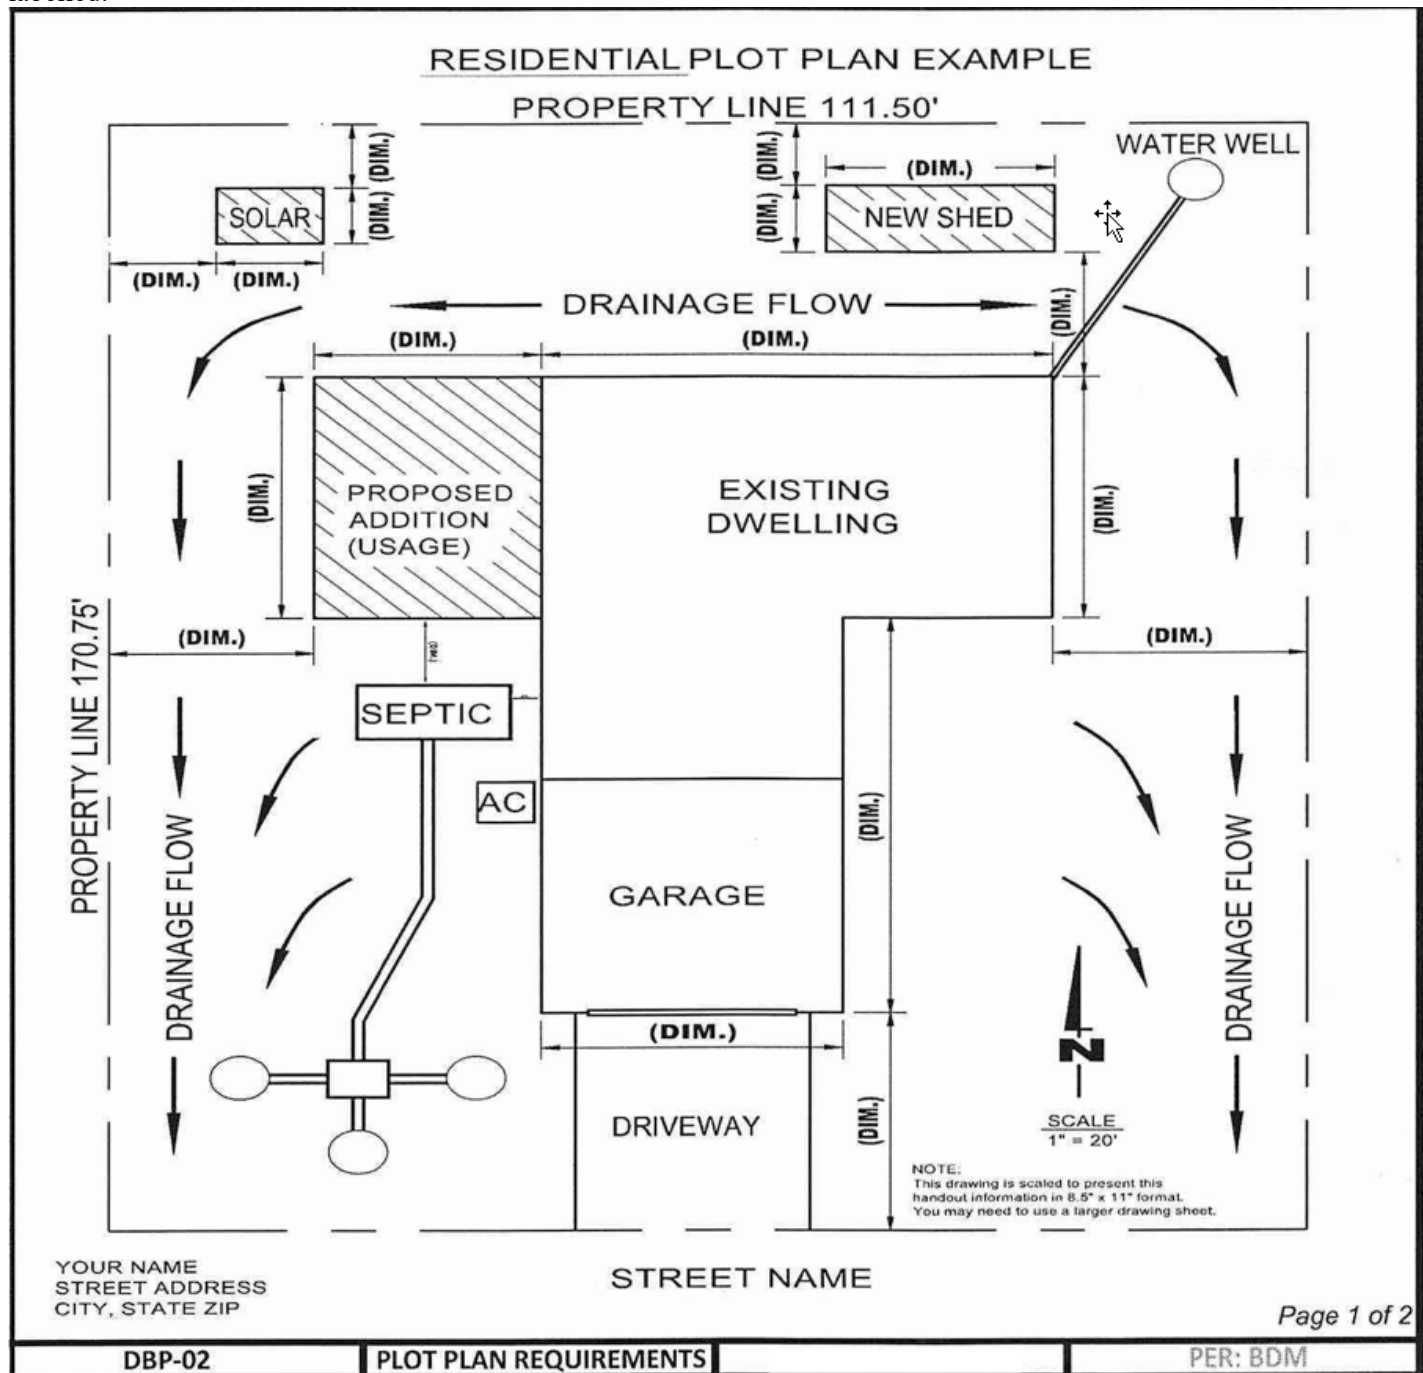 RESIDENTIAL PLOT PLAN EXAMPLE
PROPERTY LINE 111.50'
WATER WELL
(DIM.)
(DIM.)
(DIM.)
(DIM.)
(DIM.)
SOLAR
NEW SHED
(DIM.)
(DIM.)
(DIM.)
DRAINAGE FLOW
(DIM.)
(DIM.)
(DIM.)
(DIM.)
PROPOSED
ADDITION
(USAGE)
EXISTING
DWELLING
(DIM.)
PROPERTY LINE 170.75'
(DIM.)
(DIM.)
SEPTIC
AC
(DIM.)
DRAINAGE FLOW
GARAGE
DRAINAGE FLOW
(DIM.)
N
DRIVEWAY
(DIM.)
SCALE
1" = 20'
NOTE:
This drawing is scaled to present this
handout information in 8.5" x 11" format.
You may need to use a larger drawing sheet.
YOUR NAME
STREET ADDRESS
CITY, STATE ZIP
STREET NAME
Page 1 of 2
DBP-02
PLOT PLAN REQUIREMENTS
PER: BDM